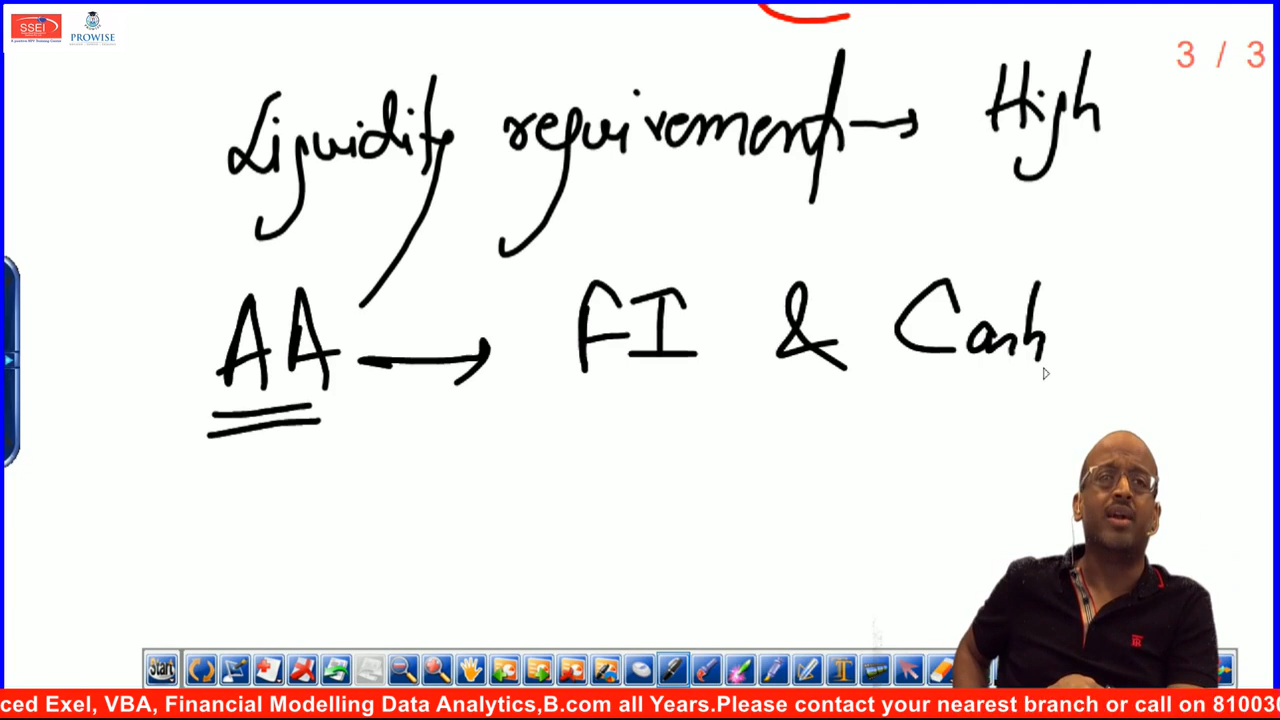 SSEI
PROWISE
3 / 3
Liquidity requirement → High
AA → FI & Cash
Start
T
ced Exel, VBA, Financial Modelling Data Analytics,B.com all Years.Please contact your nearest branch or call on 81003